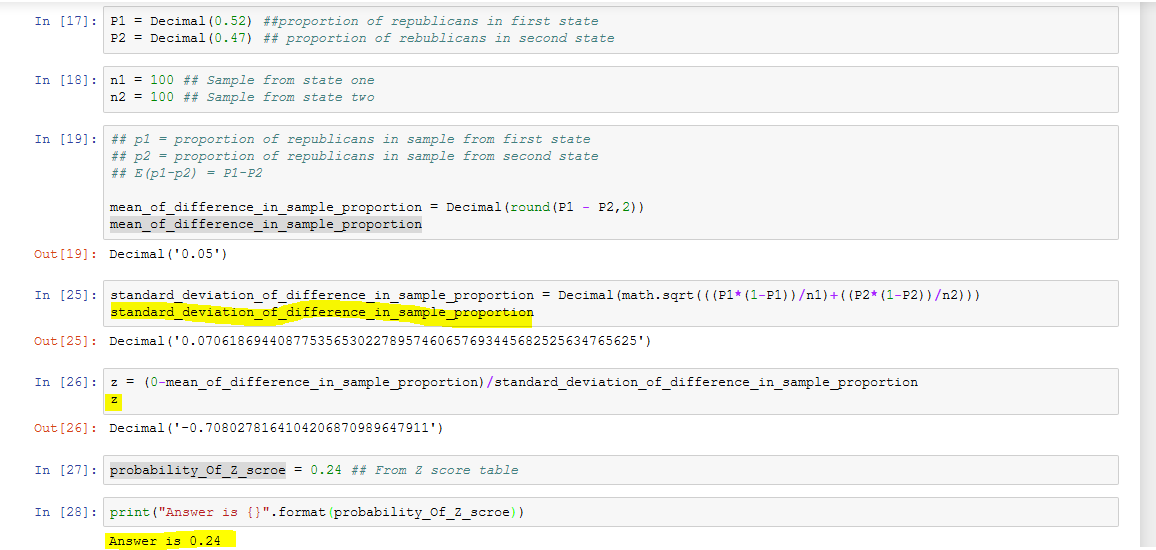 In [17]: P1 = Decimal(0.52) ##proportion of republicans in first state
P2 = Decimal(0.47) ## proportion of rebublicans in second state
In [18]: n1 = 100 ## Sample from state one
n2 = 100 ## Sample from state two
In [19]: ## p1 = proportion of republicans in sample from first state
## p2 = proportion of republicans in sample from second state
## E(p1-p2) = P1-P2
mean_of_difference_in_sample_proportion = Decimal(round(P1 - P2,2))
mean_of_difference_in_sample_proportion
Out[19]: Decimal('0.05')
In [25]: standard_deviation_of_difference_in_sample_proportion = Decimal(math.sqrt(((P1*(1-P1))/n1)+((P2*(1-P2))/n2)))
standard_deviation_of_difference_in_sample_proportion
Out[25]: Decimal('0.0706186944087753565302278957460657693445682525634765625')
In [26]: z = (0-mean_of_difference_in_sample_proportion)/standard_deviation_of_difference_in_sample_proportion
z
Out[26]: Decimal('-0.7080278164104206870989647911')
In [27]: probability_Of_Z_scroe = 0.24 ## From Z score table
In [28]: print("Answer is {}".format(probability_Of_Z_scroe))
Answer is 0.24